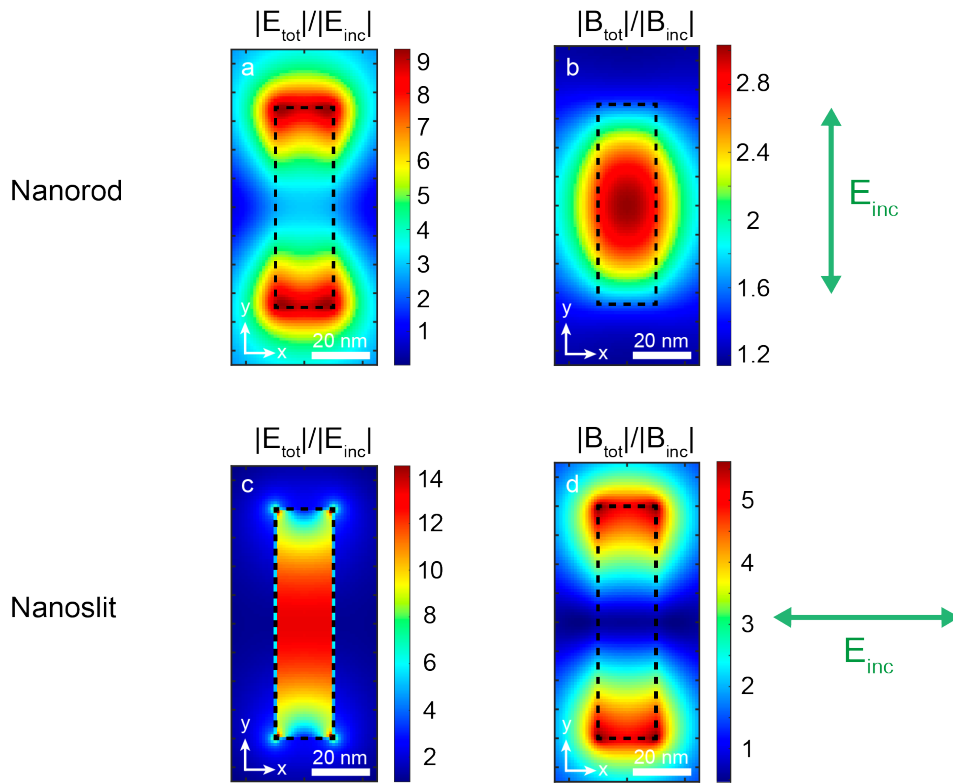 |E_tot|/|E_inc|
|B_tot|/|B_inc|
a
9
8
7
6
5
4
3
2
1
y
x
20 nm
b
2.8
2.4
2
1.6
1.2
y
x
20 nm
Nanorod
E_inc
|E_tot|/|E_inc|
|B_tot|/|B_inc|
c
14
12
10
8
6
4
2
y
x
20 nm
d
5
4
3
2
1
y
x
20 nm
Nanoslit
E_inc